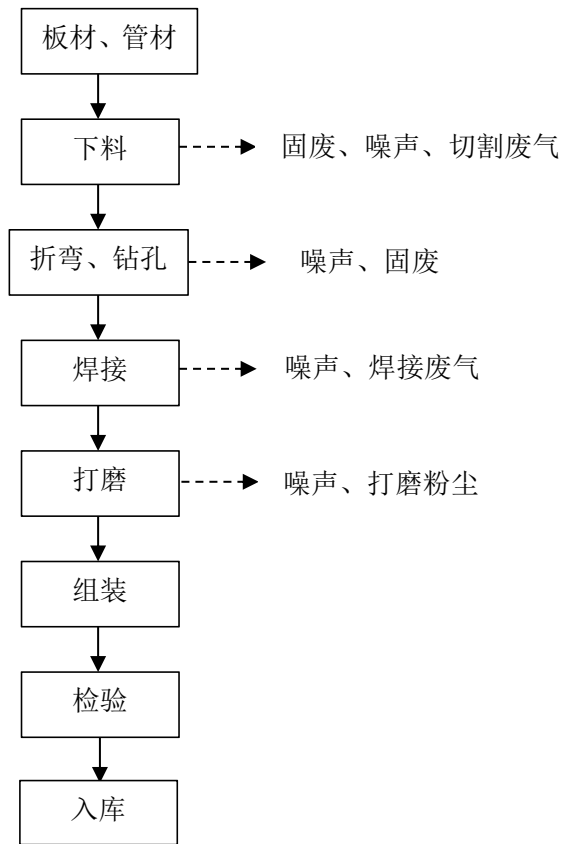 板材、管材
下料
固废、噪声、切割废气
折弯、钻孔
噪声、固废
焊接
噪声、焊接废气
打磨
噪声、打磨粉尘
组装
检验
入库